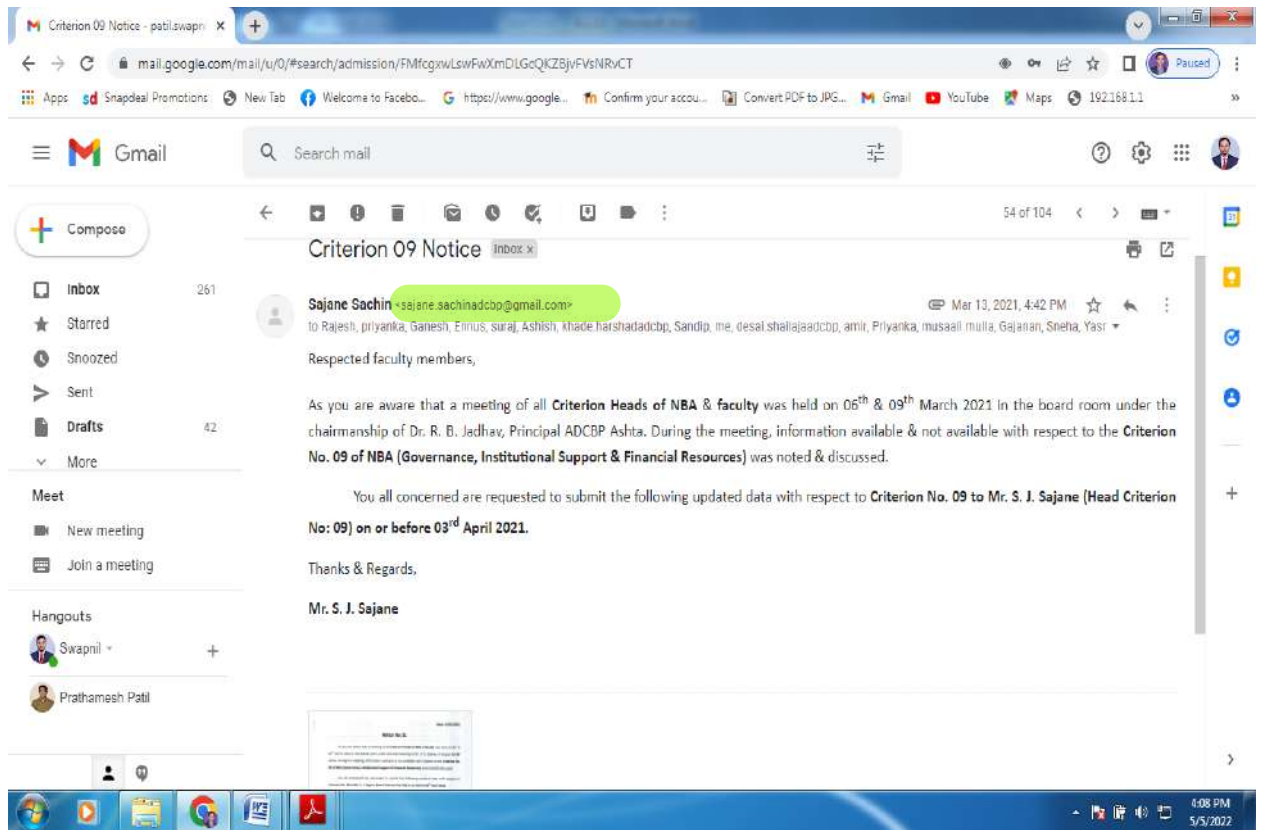 Criterion 09 Notice - patil.swapn
mail.google.com/mail/u/0/#search/admission/FMfcgxwLswFwXmDLGcQKZBjvFVsNRvCT
Paused
Apps Snapdeal Promotions New Tab Welcome to Facebo... https://www.google... Confirm your accou... Convert PDF to JPG... Gmail YouTube Maps 192.168.1.1 »
Gmail
Search mail
Compose
54 of 104
Criterion 09 Notice Inbox x
Inbox 261
Starred
Snoozed
Sent
Drafts 42
More
Sajane Sachin <sajane.sachinadcbp@gmail.com>
Mar 13, 2021, 4:42 PM
to Rajesh, priyanka, Ganesh, Ennus, suraj, Ashish, khade.harshadadcbp, Sandip, me, desai.shailajaadcbp, amir, Priyanka, musaali mulla, Gajanan, Sneha, Yasr
Respected faculty members,
As you are aware that a meeting of all Criterion Heads of NBA & faculty was held on 06th & 09th March 2021 in the board room under the
chairmanship of Dr. R. B. Jadhav, Principal ADCBP Ashta. During the meeting, information available & not available with respect to the Criterion
No. 09 of NBA (Governance, Institutional Support & Financial Resources) was noted & discussed.
You all concerned are requested to submit the following updated data with respect to Criterion No. 09 to Mr. S. J. Sajane (Head Criterion
No: 09) on or before 03rd April 2021.
Thanks & Regards,
Mr. S. J. Sajane
Meet
New meeting
Join a meeting
Hangouts
Swapnil
Prathamesh Patil
4:08 PM
5/5/2022